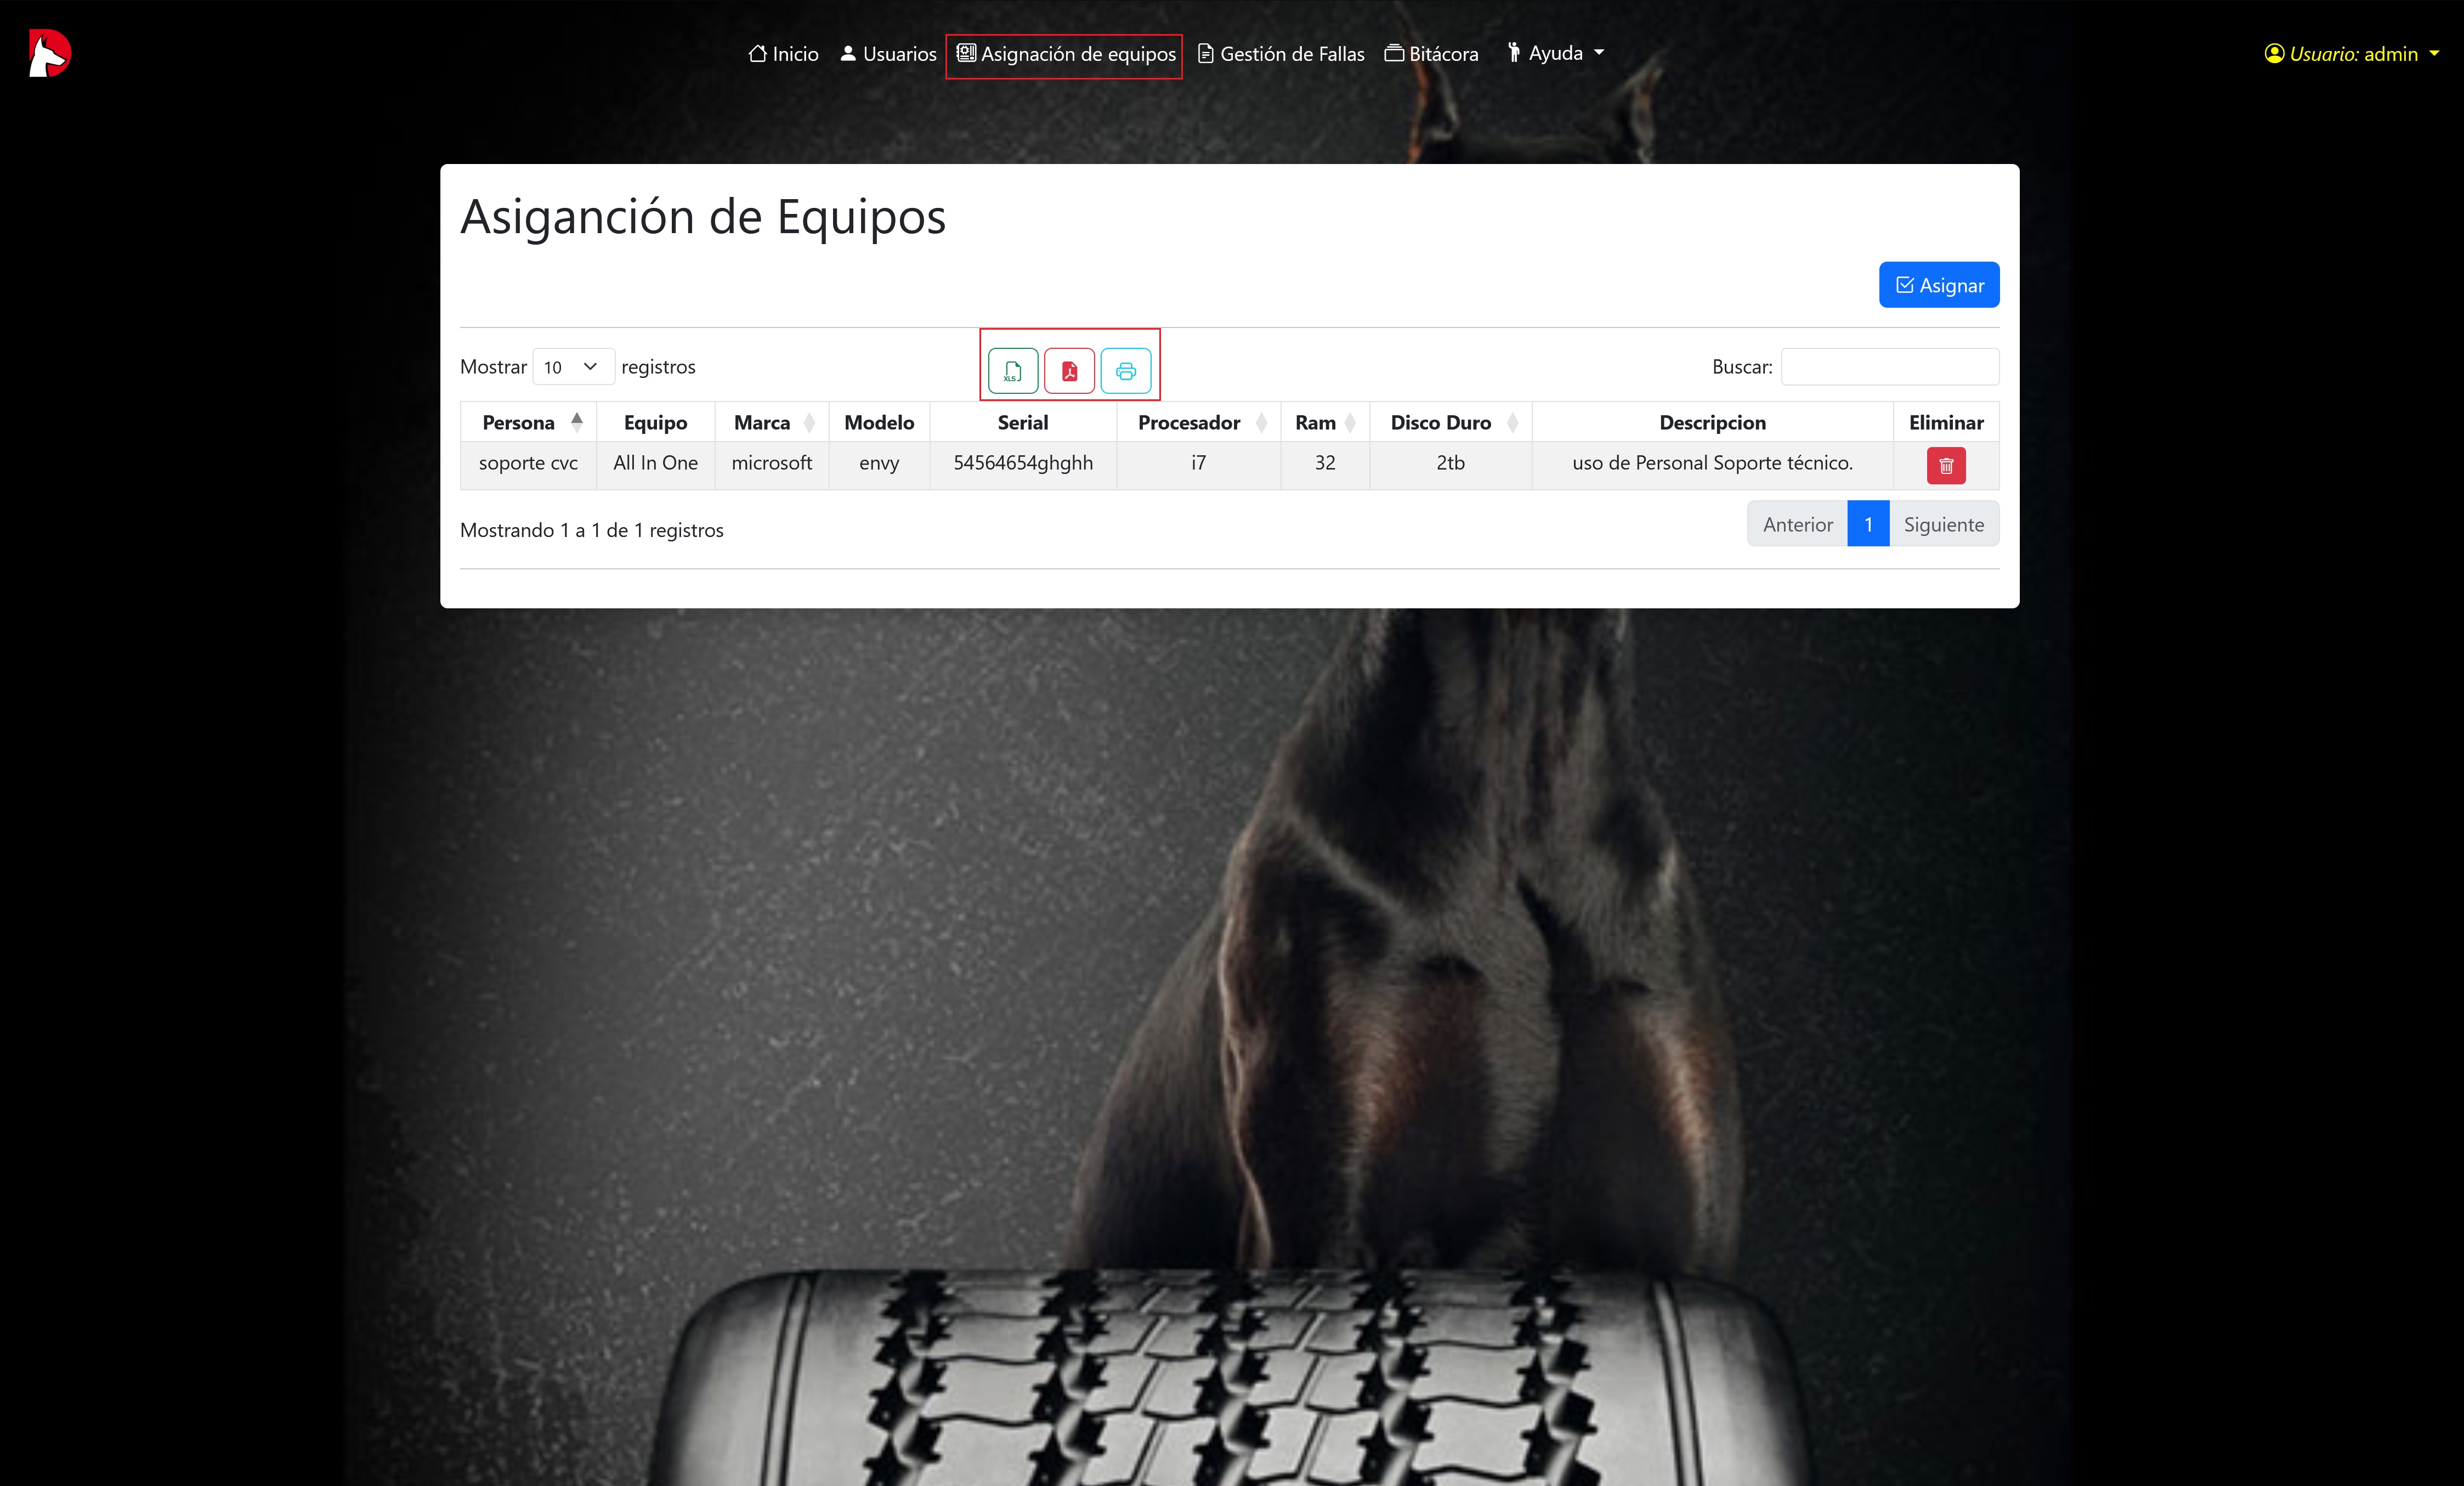 Inicio Usuarios Asignación de equipos Gestión de Fallas Bitácora Ayuda Usuario: admin
Asiganción de Equipos
Asignar
Mostrar 10 registros XLS Buscar:
Persona Equipo Marca Modelo Serial Procesador Ram Disco Duro Descripcion Eliminar
soporte cvc All In One microsoft envy 54564654ghghh i7 32 2tb uso de Personal Soporte técnico.
Mostrando 1 a 1 de 1 registros Anterior 1 Siguiente